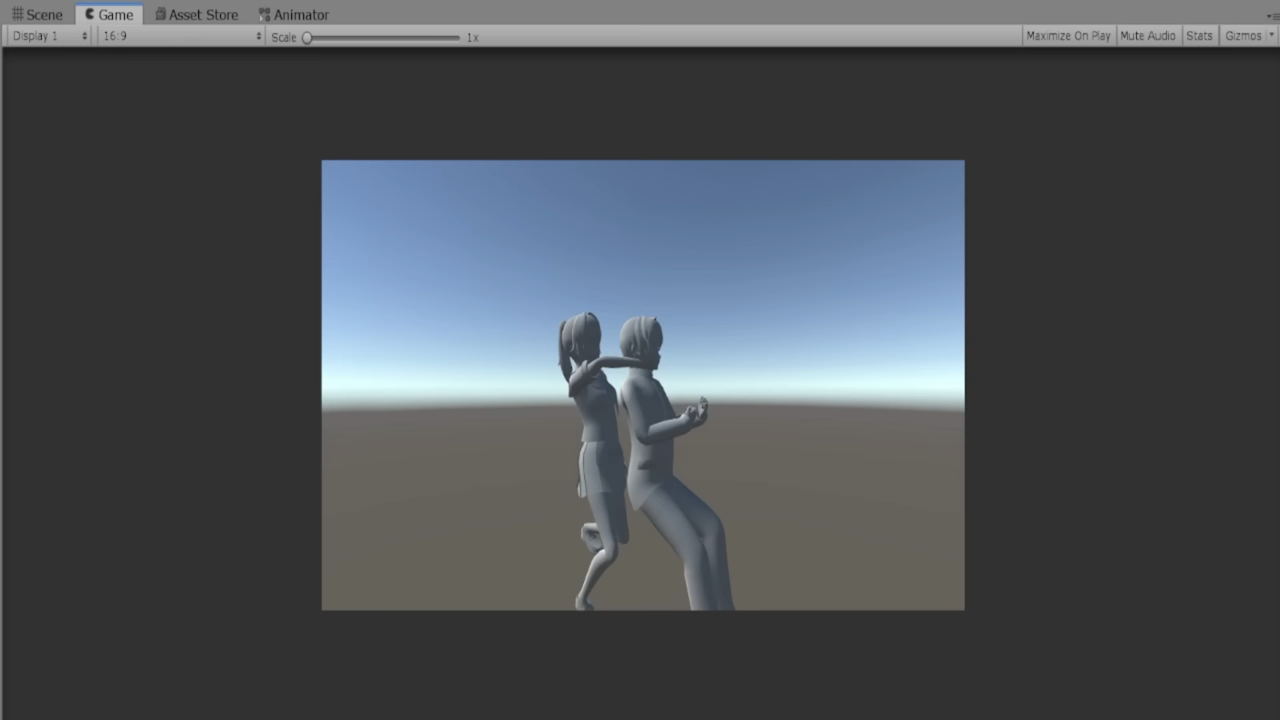 Scene Game Asset Store Animator
Display 1 16:9 Scale 1x Maximize On Play Mute Audio Stats Gizmos